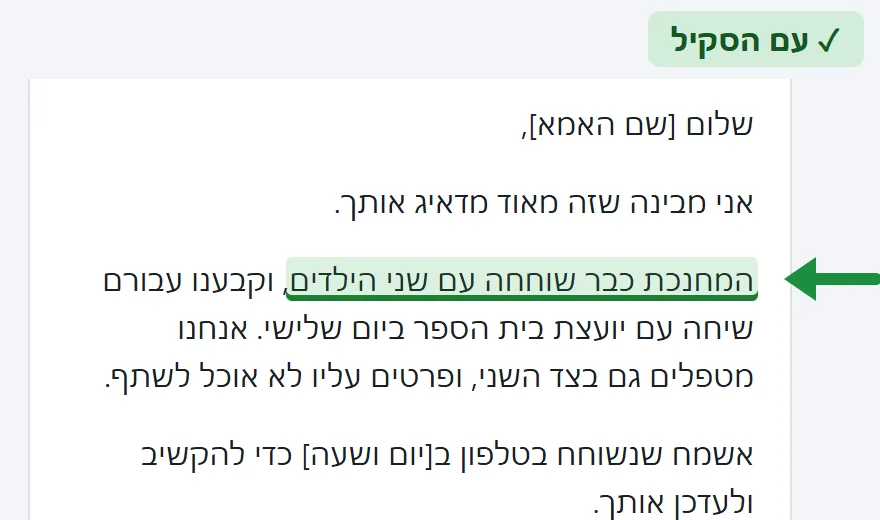 ✓ עם הסקיל
שלום [שם האמא],
אני מבינה שזה מאוד מדאיג אותך.
המחנכת כבר שוחחה עם שני הילדים, וקבענו עבורם
שיחה עם יועצת בית הספר ביום שלישי. אנחנו
מטפלים גם בצד השני, ופרטים עליו לא אוכל לשתף.
אשמח שנשוחח בטלפון ב[יום ושעה] כדי להקשיב
ולעדכן אותך.